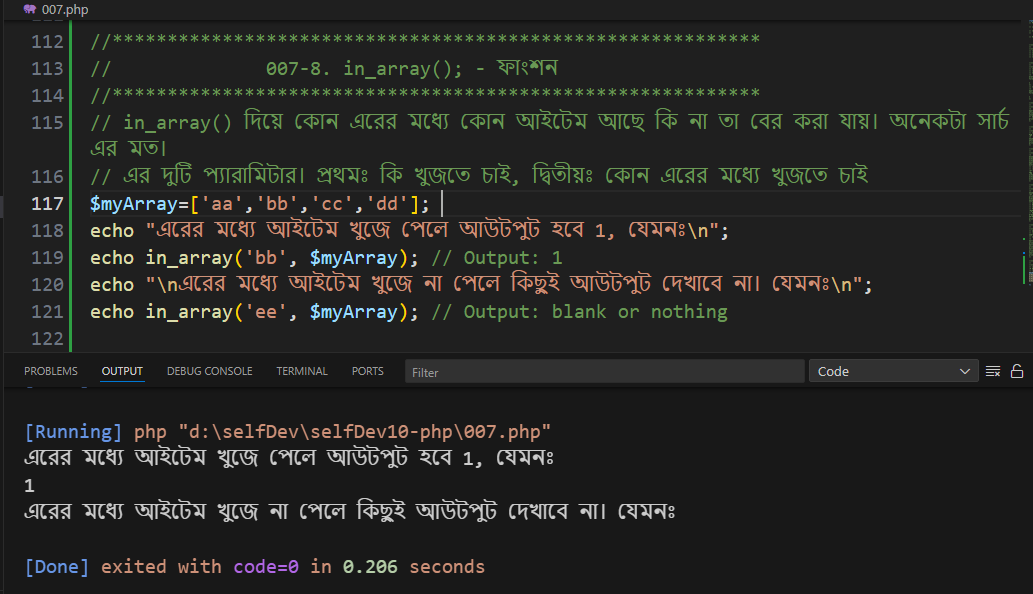 007.php
112 //***********************************************************
113 // 007-8. in_array(); - ফাংশন
114 //***********************************************************
115 // in_array() দিয়ে কোন এরের মধ্যে কোন আইটেম আছে কি না তা বের করা যায়। অনেকটা সার্চ
এর মত।
116 // এর দুটি প্যারামিটার। প্রথমঃ কি খুজতে চাই, দ্বিতীয়ঃ কোন এরের মধ্যে খুজতে চাই
117 $myArray=['aa','bb','cc','dd'];
118 echo "এরের মধ্যে আইটেম খুজে পেলে আউটপুট হবে 1, যেমনঃ\n";
119 echo in_array('bb', $myArray); // Output: 1
120 echo "\nএরের মধ্যে আইটেম খুজে না পেলে কিছুই আউটপুট দেখাবে না। যেমনঃ\n";
121 echo in_array('ee', $myArray); // Output: blank or nothing
122
PROBLEMS OUTPUT DEBUG CONSOLE TERMINAL PORTS Filter Code
[Running] php "d:\selfDev\selfDev10-php\007.php"
এরের মধ্যে আইটেম খুজে পেলে আউটপুট হবে 1, যেমনঃ
1
এরের মধ্যে আইটেম খুজে না পেলে কিছুই আউটপুট দেখাবে না। যেমনঃ
[Done] exited with code=0 in 0.206 seconds